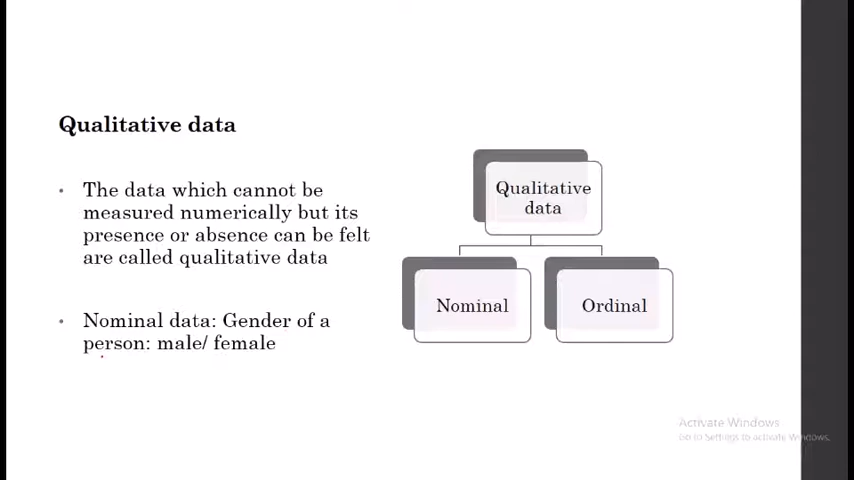 Qualitative data
• The data which cannot be
measured numerically but its
presence or absence can be felt
are called qualitative data
• Nominal data: Gender of a
person: male/ female
Qualitative
data
Nominal
Ordinal
Activate Windows
Go to Settings to activate Windows.